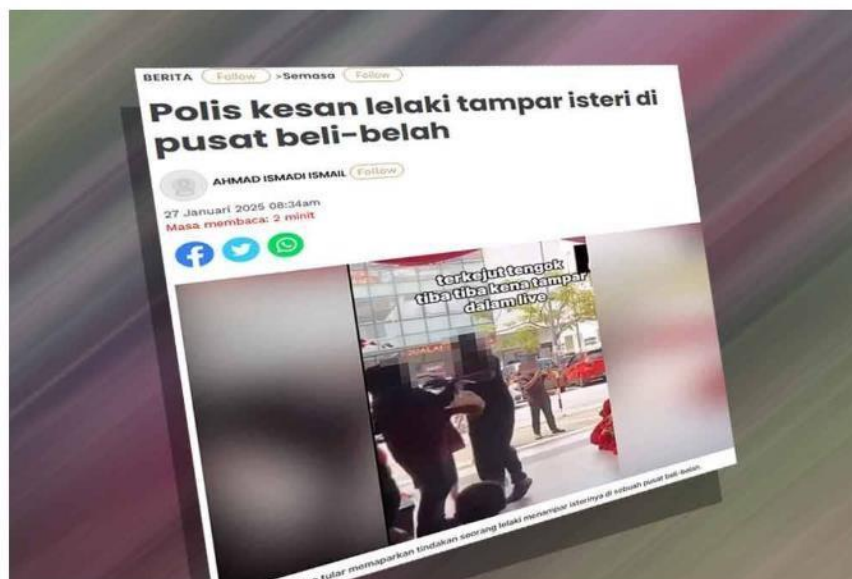 BERITA Follow >Semasa Follow
Polis kesan lelaki tampar isteri di
pusat beli-belah
AHMAD ISMADI ISMAIL Follow
27 Januari 2025 08:34am
Masa membaca: 2 minit
terkejut tengok
tiba tiba kena tampar
dalam live
JUALAN
tular memaparkan tindakan seorang lelaki menampar isterinya di sebuah pusat beli-belah.